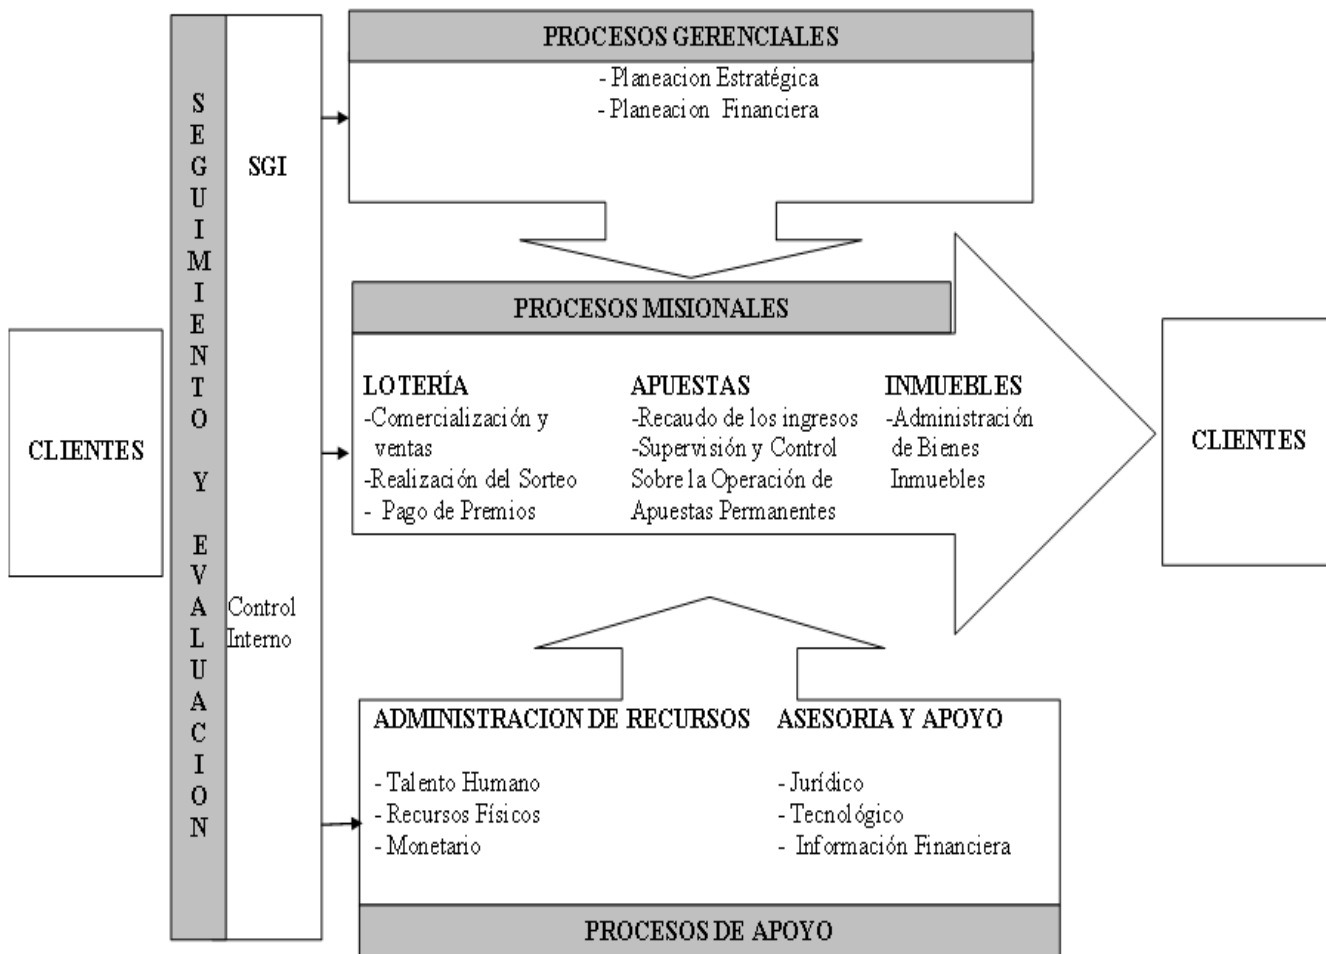 CLIENTES
SEGUIMIENTO Y EVALUACION
SGI
Control
Interno
PROCESOS GERENCIALES
- Planeacion Estratégica
- Planeacion Financiera
PROCESOS MISIONALES
LOTERÍA
-Comercialización y
ventas
-Realización del Sorteo
- Pago de Premios
APUESTAS
-Recaudo de los ingresos
-Supervisión y Control
Sobre la Operación de
Apuestas Permanentes
INMUEBLES
-Administración
de Bienes
Inmuebles
CLIENTES
ADMINISTRACION DE RECURSOS
- Talento Humano
- Recursos Físicos
- Monetario
ASESORIA Y APOYO
- Jurídico
- Tecnológico
- Información Financiera
PROCESOS DE APOYO